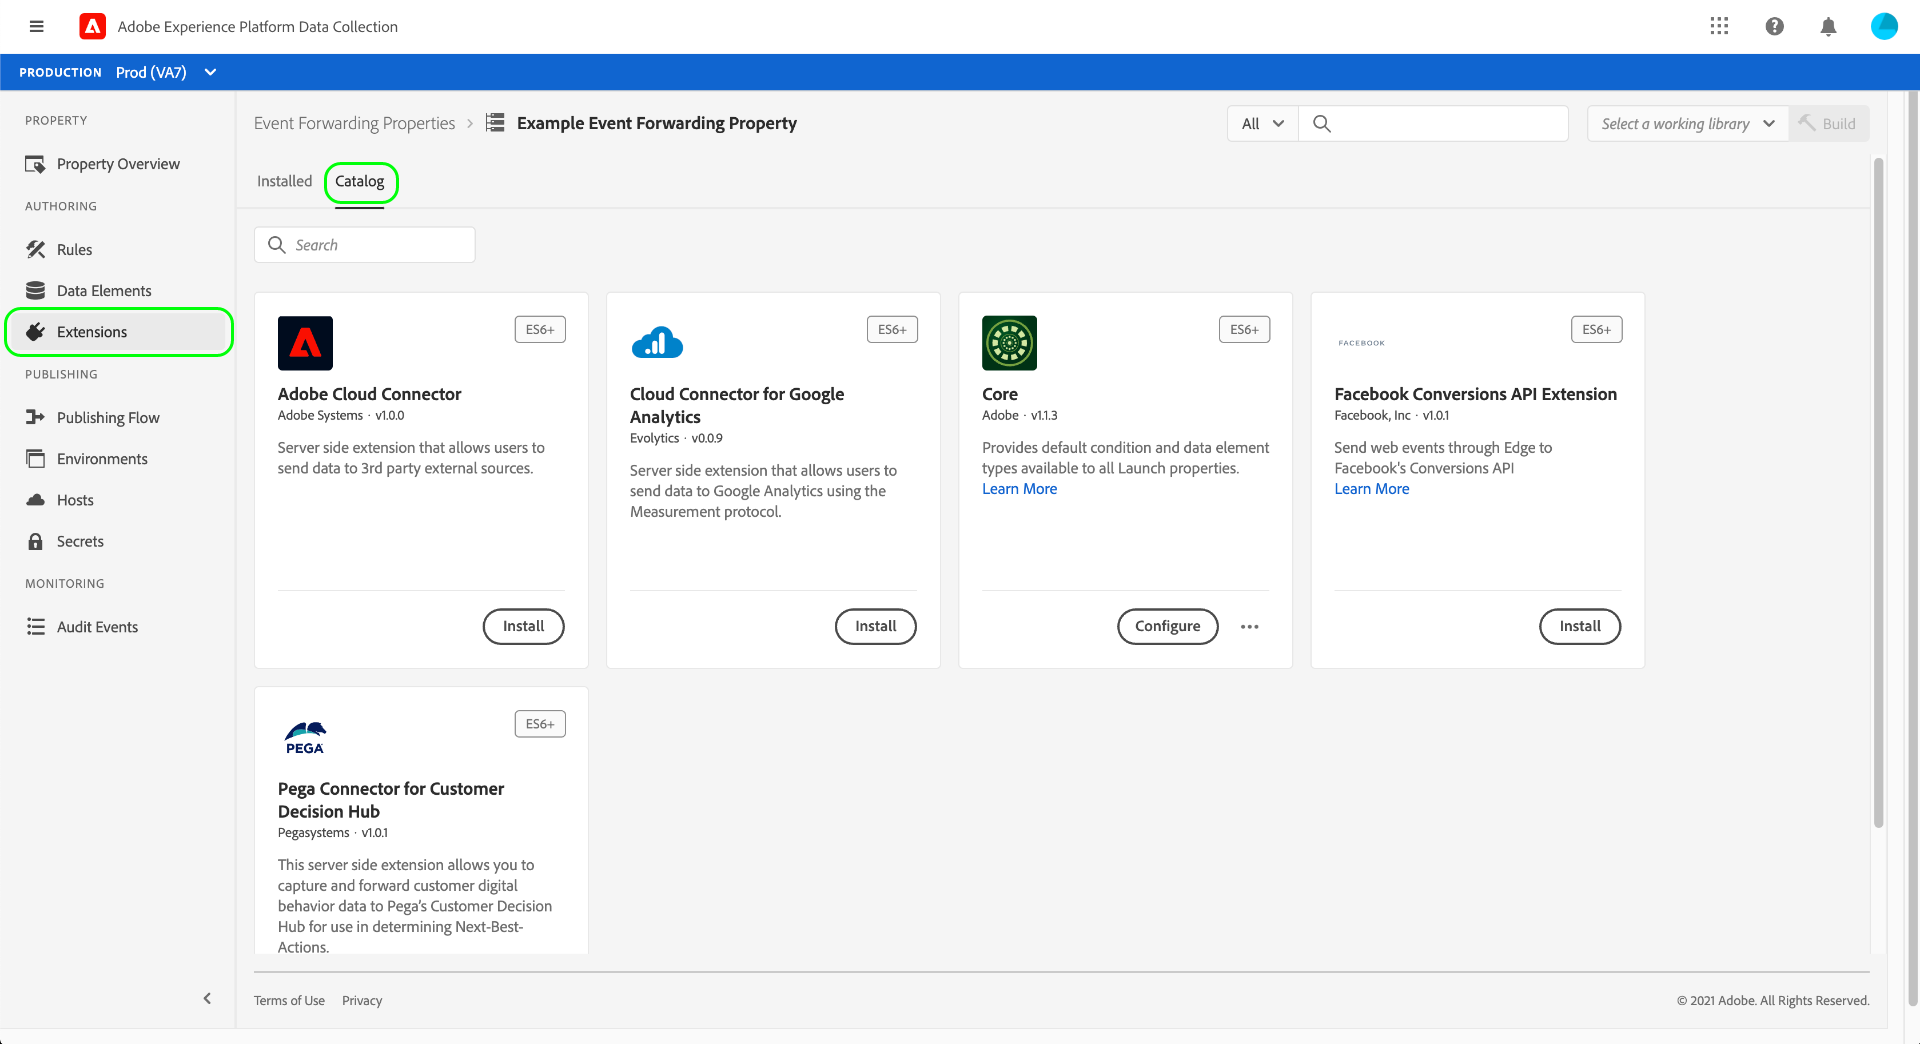 Adobe Experience Platform Data Collection
PRODUCTION Prod (VA7)
PROPERTY
Property Overview
AUTHORING
Rules
Data Elements
Extensions
PUBLISHING
Publishing Flow
Environments
Hosts
Secrets
MONITORING
Audit Events
Event Forwarding Properties > Example Event Forwarding Property
All
Select a working library
Build
Installed Catalog
Search
ES6+
Adobe Cloud Connector
Adobe Systems · v1.0.0
Server side extension that allows users to
send data to 3rd party external sources.
Install
ES6+
Cloud Connector for Google
Analytics
Evolytics · v0.0.9
Server side extension that allows users to
send data to Google Analytics using the
Measurement protocol.
Install
ES6+
Core
Adobe · v1.1.3
Provides default condition and data element
types available to all Launch properties.
Learn More
Configure
FACEBOOK
ES6+
Facebook Conversions API Extension
Facebook, Inc · v1.0.1
Send web events through Edge to
Facebook's Conversions API
Learn More
Install
PEGA
ES6+
Pega Connector for Customer
Decision Hub
Pegasystems · v1.0.1
This server side extension allows you to
capture and forward customer digital
behavior data to Pega's Customer Decision
Hub for use in determining Next-Best-
Actions.
Terms of Use Privacy
© 2021 Adobe. All Rights Reserved.